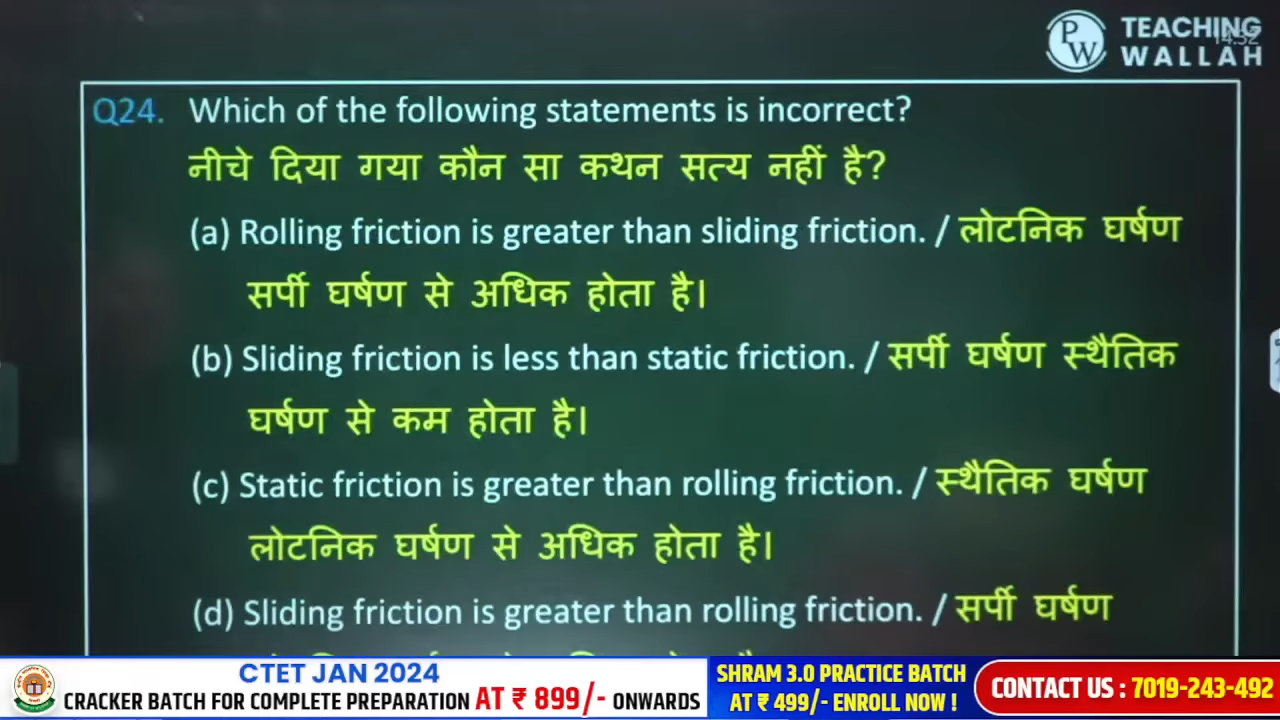 TEACHING
WALLAH
PW
Q24. Which of the following statements is incorrect?
नीचे दिया गया कौन सा कथन सत्य नहीं है?
(a) Rolling friction is greater than sliding friction. / लोटनिक घर्षण
सर्पी घर्षण से अधिक होता है।
(b) Sliding friction is less than static friction. / सर्पी घर्षण स्थैतिक
घर्षण से कम होता है।
(c) Static friction is greater than rolling friction. / स्थैतिक घर्षण
लोटनिक घर्षण से अधिक होता है।
(d) Sliding friction is greater than rolling friction. / सर्पी घर्षण
CTET JAN 2024
CRACKER BATCH FOR COMPLETE PREPARATION AT ₹ 899/- ONWARDS
SHRAM 3.0 PRACTICE BATCH
AT ₹ 499/- ENROLL NOW !
CONTACT US : 7019-243-492